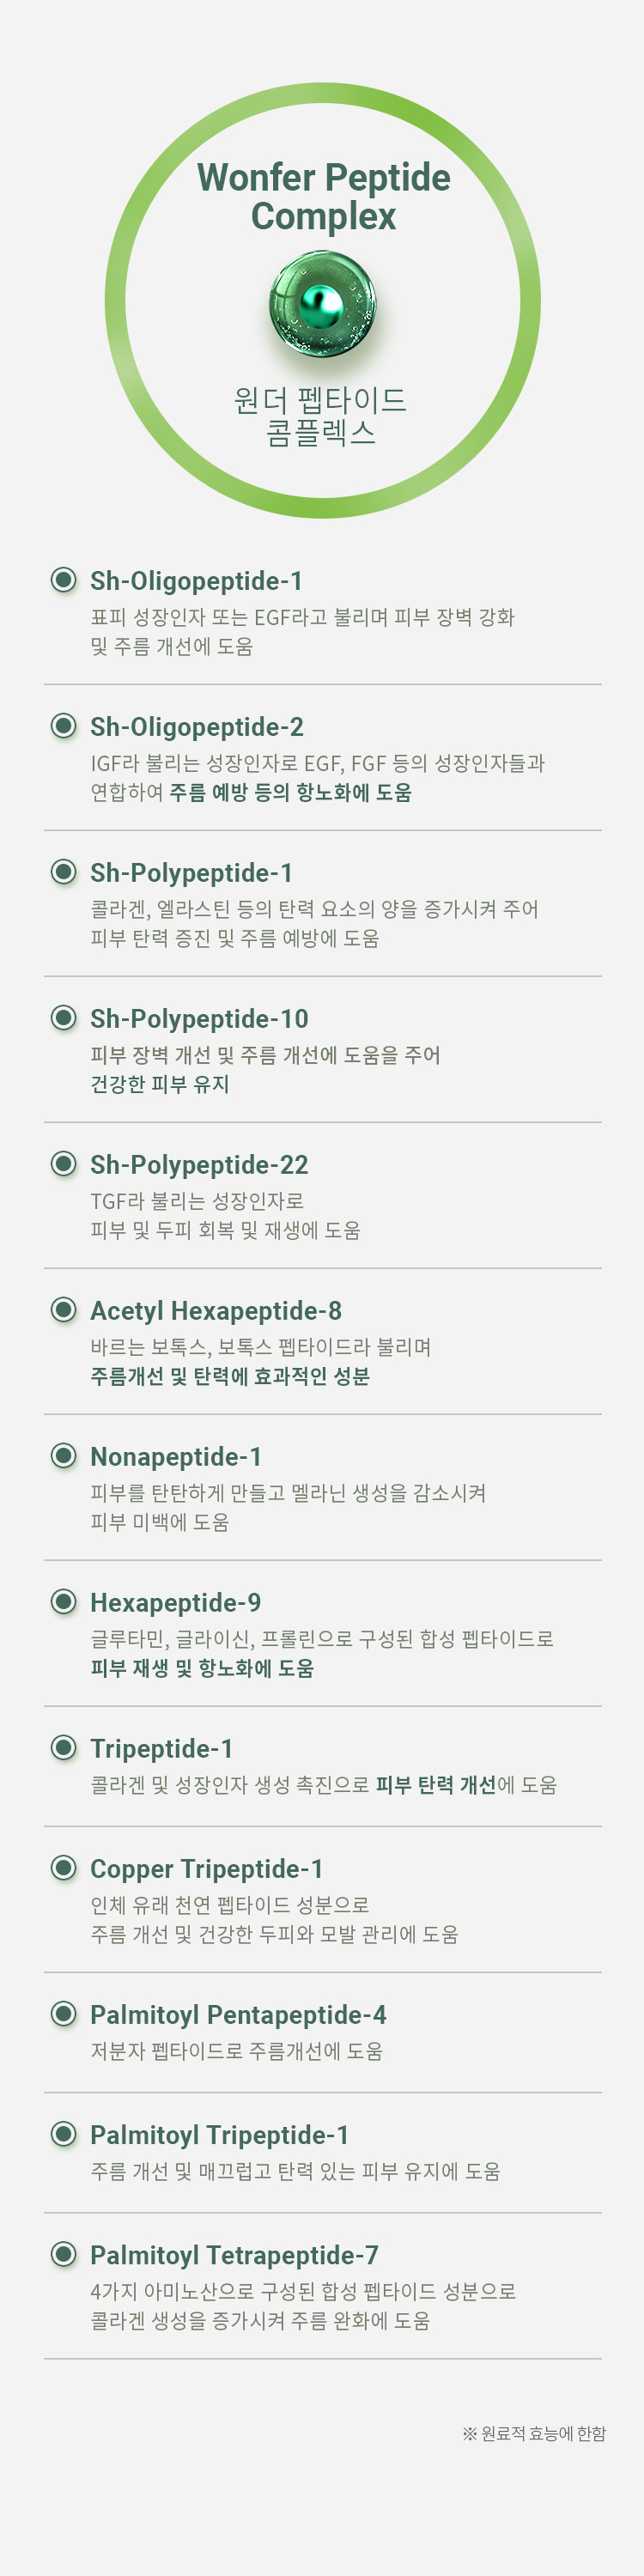 Wonfer Peptide
Complex
원더 펩타이드
콤플렉스
Sh-Oligopeptide-1
표피 성장인자 또는 EGF라고 불리며 피부 장벽 강화
및 주름 개선에 도움
Sh-Oligopeptide-2
IGF라 불리는 성장인자로 EGF, FGF 등의 성장인자들과
연합하여 주름 예방 등의 항노화에 도움
Sh-Polypeptide-1
콜라겐, 엘라스틴 등의 탄력 요소의 양을 증가시켜 주어
피부 탄력 증진 및 주름 예방에 도움
Sh-Polypeptide-10
피부 장벽 개선 및 주름 개선에 도움을 주어
건강한 피부 유지
Sh-Polypeptide-22
TGF라 불리는 성장인자로
피부 및 두피 회복 및 재생에 도움
Acetyl Hexapeptide-8
바르는 보톡스, 보톡스 펩타이드라 불리며
주름개선 및 탄력에 효과적인 성분
Nonapeptide-1
피부를 탄탄하게 만들고 멜라닌 생성을 감소시켜
피부 미백에 도움
Hexapeptide-9
글루타민, 글라이신, 프롤린으로 구성된 합성 펩타이드로
피부 재생 및 항노화에 도움
Tripeptide-1
콜라겐 및 성장인자 생성 촉진으로 피부 탄력 개선에 도움
Copper Tripeptide-1
인체 유래 천연 펩타이드 성분으로
주름 개선 및 건강한 두피와 모발 관리에 도움
Palmitoyl Pentapeptide-4
저분자 펩타이드로 주름개선에 도움
Palmitoyl Tripeptide-1
주름 개선 및 매끄럽고 탄력 있는 피부 유지에 도움
Palmitoyl Tetrapeptide-7
4가지 아미노산으로 구성된 합성 펩타이드 성분으로
콜라겐 생성을 증가시켜 주름 완화에 도움
※ 원료적 효능에 한함